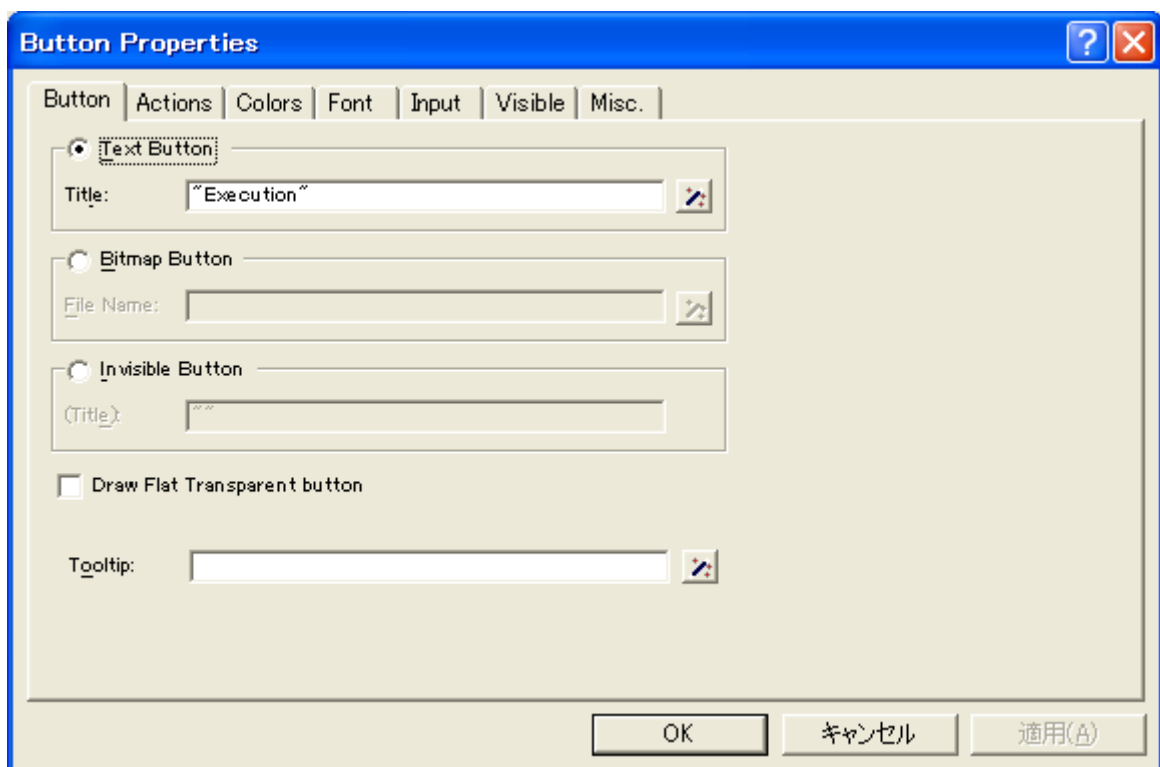 Button Properties
Button Actions Colors Font Input Visible Misc.
Text Button
Title: "Execution"
Bitmap Button
File Name:
Invisible Button
(Title): ""
Draw Flat Transparent button
Tooltip:
OK キャンセル 適用(A)